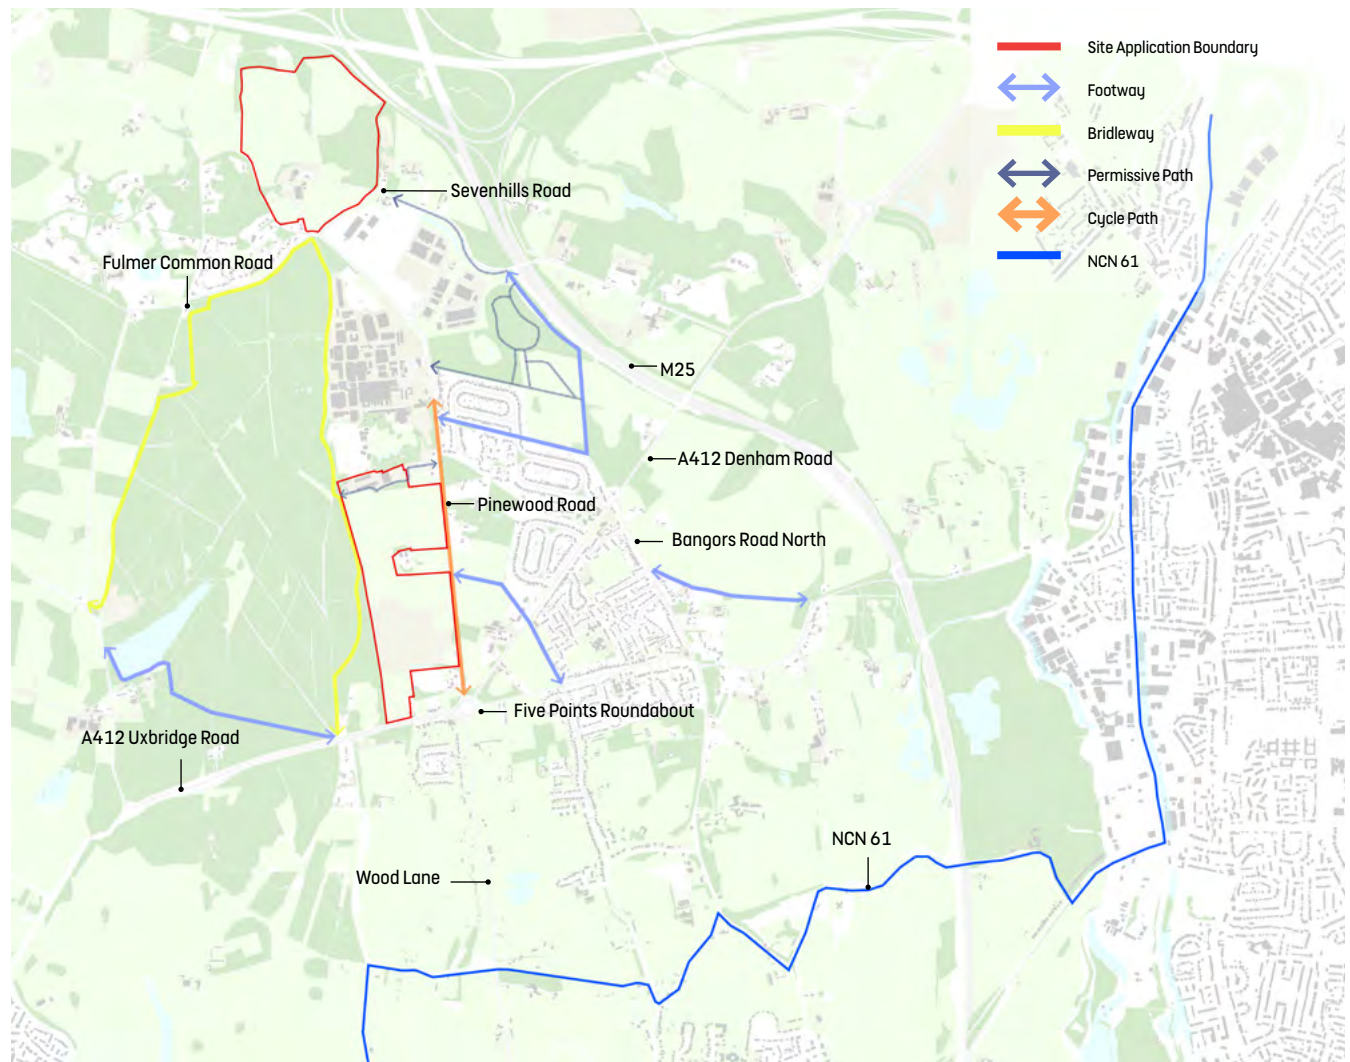 Site Application Boundary
Footway
Bridleway
Permissive Path
Cycle Path
NCN 61
Sevenhills Road
Fulmer Common Road
M25
A412 Denham Road
Pinewood Road
Bangors Road North
Five Points Roundabout
A412 Uxbridge Road
NCN 61
Wood Lane